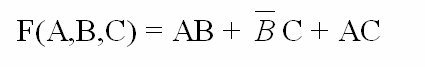 F(A,B,C) = AB + B̅ C + AC